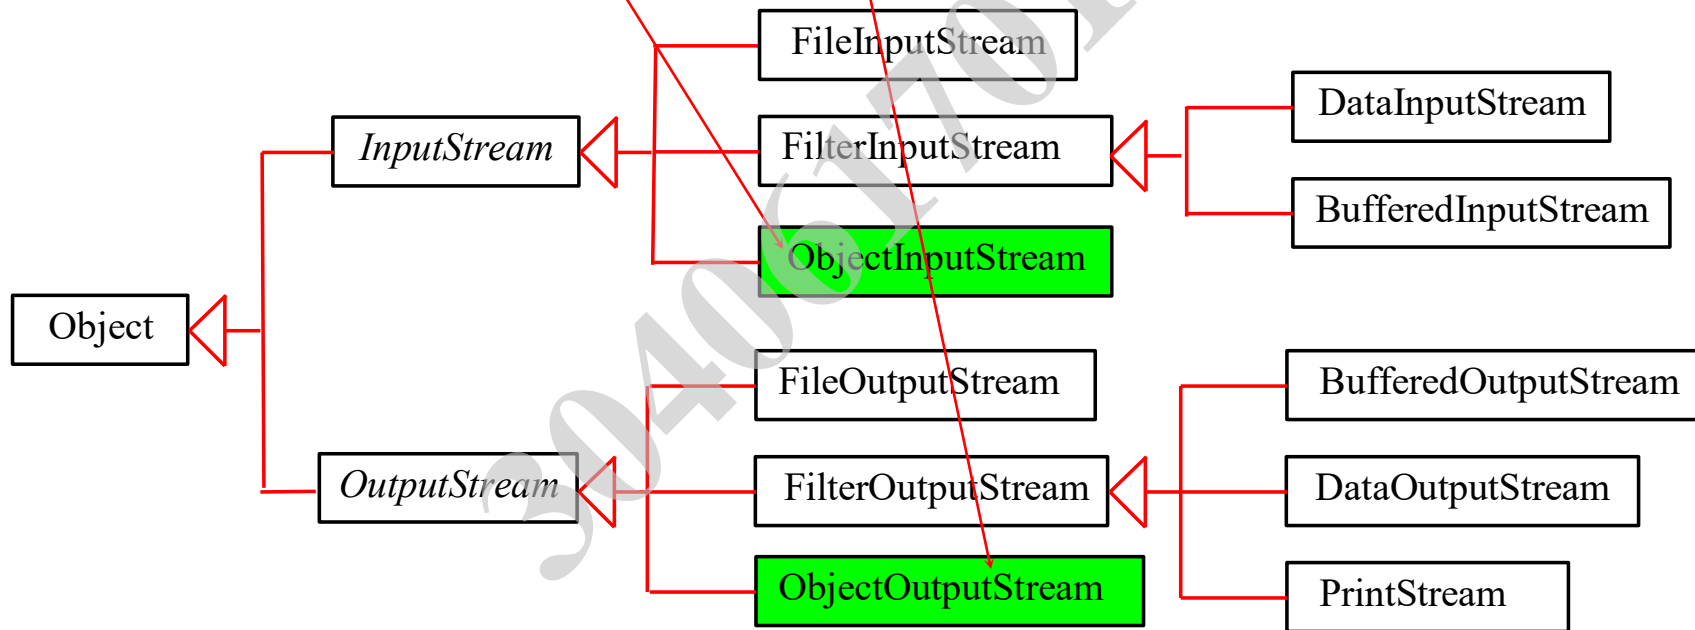 FileInputStream
DataInputStream
InputStream
FilterInputStream
BufferedInputStream
ObjectInputStream
Object
FileOutputStream
BufferedOutputStream
OutputStream
FilterOutputStream
DataOutputStream
ObjectOutputStream
PrintStream